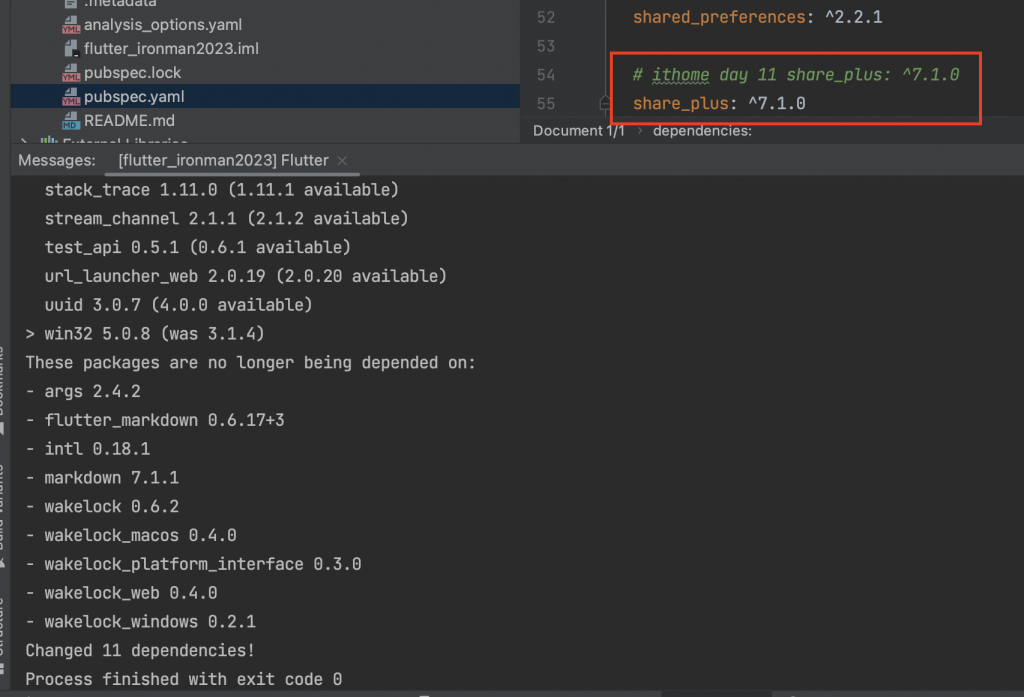 .metadata
analysis_options.yaml
flutter_ironman2023.iml
pubspec.lock
pubspec.yaml
README.md
External Libraries
52 shared_preferences: ^2.2.1
53
54 # ithome day 11 share_plus: ^7.1.0
55 share_plus: ^7.1.0
Document 1/1 › dependencies:
Messages: [flutter_ironman2023] Flutter ×
stack_trace 1.11.0 (1.11.1 available)
stream_channel 2.1.1 (2.1.2 available)
test_api 0.5.1 (0.6.1 available)
url_launcher_web 2.0.19 (2.0.20 available)
uuid 3.0.7 (4.0.0 available)
> win32 5.0.8 (was 3.1.4)
These packages are no longer being depended on:
- args 2.4.2
- flutter_markdown 0.6.17+3
- intl 0.18.1
- markdown 7.1.1
- wakelock 0.6.2
- wakelock_macos 0.4.0
- wakelock_platform_interface 0.3.0
- wakelock_web 0.4.0
- wakelock_windows 0.2.1
Changed 11 dependencies!
Process finished with exit code 0